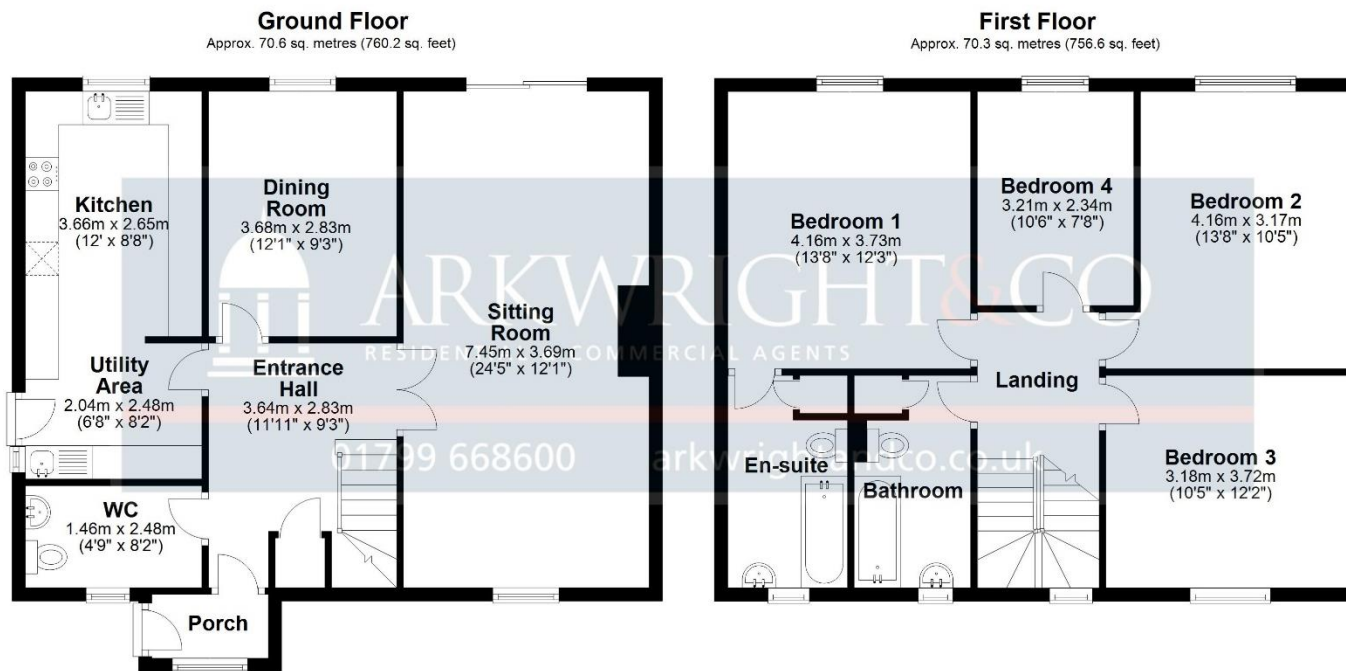 Ground Floor
Approx. 70.6 sq. metres (760.2 sq. feet)
Kitchen
3.66m x 2.65m
(12' x 8'8")
Dining
Room
3.68m x 2.83m
(12'1" x 9'3")
Sitting
Room
7.45m x 3.69m
(24'5" x 12'1")
Utility
Area
2.04m x 2.48m
(6'8" x 8'2")
Entrance
Hall
3.64m x 2.83m
(11'11" x 9'3")
WC
1.46m x 2.48m
(4'9" x 8'2")
Porch
First Floor
Approx. 70.3 sq. metres (756.6 sq. feet)
Bedroom 1
4.16m x 3.73m
(13'8" x 12'3")
Bedroom 4
3.21m x 2.34m
(10'6" x 7'8")
Bedroom 2
4.16m x 3.17m
(13'8" x 10'5")
Landing
En-suite
Bathroom
Bedroom 3
3.18m x 3.72m
(10'5" x 12'2")
ARKWRIGHT&CO
RESIDEN COMMERCIAL AGENTS
01799 668600 arkwrightandco.co.uk